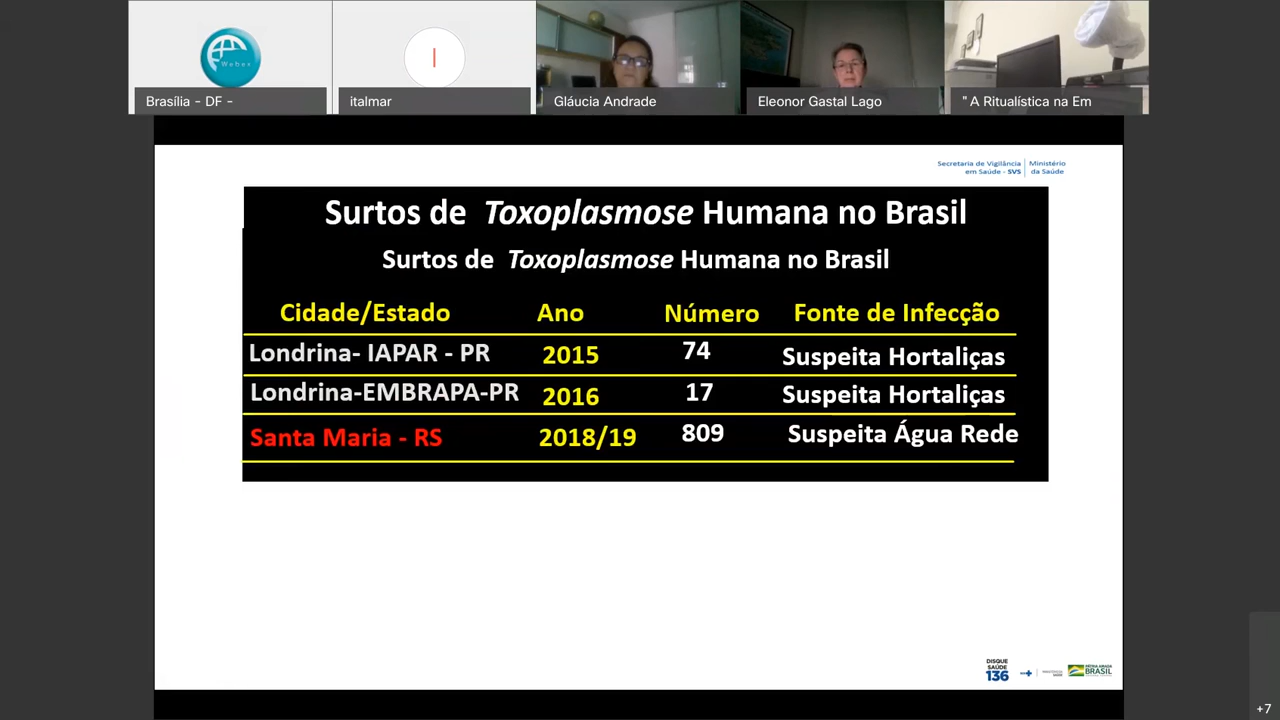 Webex
I
Brasília - DF -
italmar
Gláucia Andrade
Eleonor Gastal Lago
"A Ritualística na Em
Secretaria de Vigilância
em Saúde - SVS
Ministério
da Saúde
Surtos de Toxoplasmose Humana no Brasil
Surtos de Toxoplasmose Humana no Brasil
Cidade/Estado Ano Número Fonte de Infecção
Londrina- IAPAR - PR 2015 74 Suspeita Hortaliças
Londrina-EMBRAPA-PR 2016 17 Suspeita Hortaliças
Santa Maria - RS 2018/19 809 Suspeita Água Rede
DISQUE
SAÚDE
136
PÁTRIA AMADA
BRASIL
+7